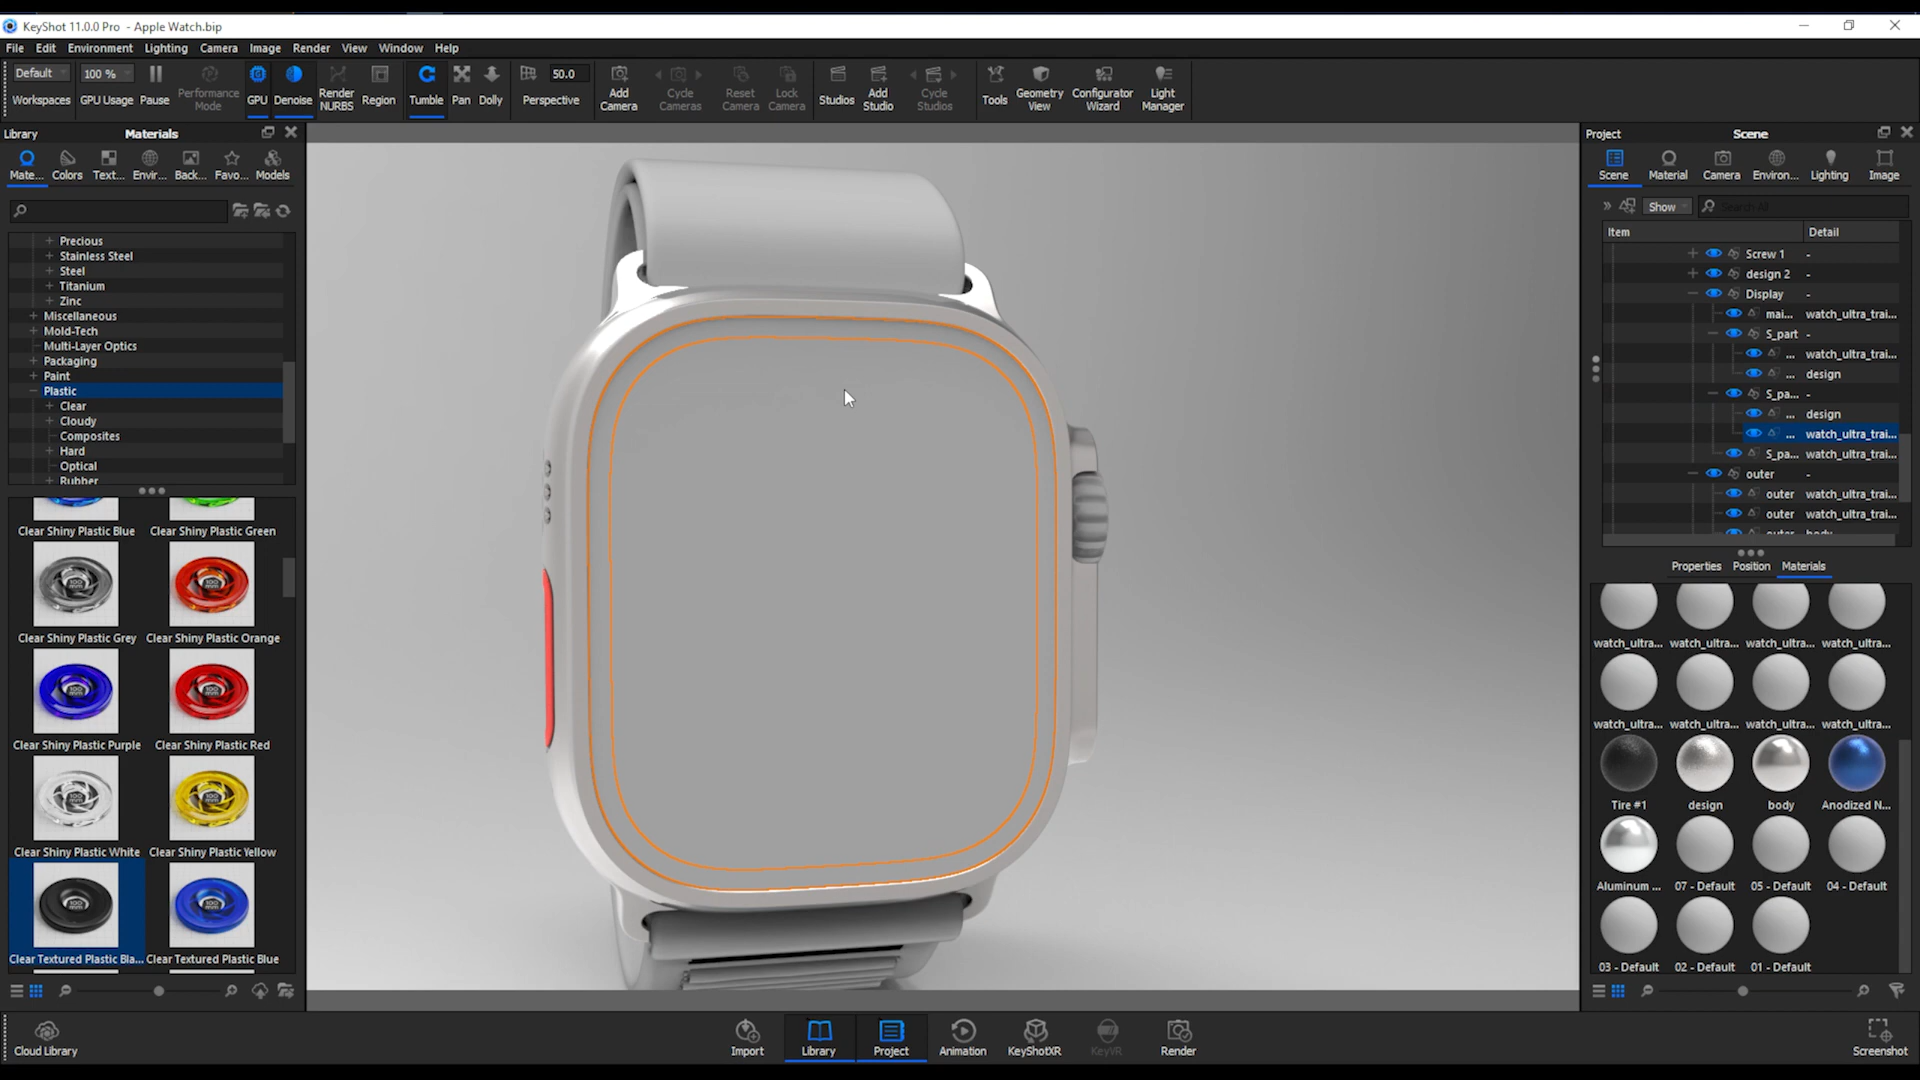 KeyShot 11.0.0 Pro - Apple Watch.bip
File Edit Environment Lighting Camera Image Render View Window Help
Default 100 % 50.0
Workspaces GPU Usage Pause Performance Mode GPU Denoise Render NURBS Region Tumble Pan Dolly Perspective Add Camera Cycle Cameras Reset Camera Lock Camera Studios Add Studio Cycle Studios Tools Geometry View Configurator Wizard Light Manager
Library Materials
Mate... Colors Text... Envir... Back... Favo... Models
Precious
Stainless Steel
Steel
Titanium
Zinc
Miscellaneous
Mold-Tech
Multi-Layer Optics
Packaging
Paint
Plastic
Clear
Cloudy
Composites
Hard
Optical
Rubber
Clear Shiny Plastic Blue Clear Shiny Plastic Green
Clear Shiny Plastic Grey Clear Shiny Plastic Orange
Clear Shiny Plastic Purple Clear Shiny Plastic Red
Clear Shiny Plastic White Clear Shiny Plastic Yellow
Clear Textured Plastic Bla... Clear Textured Plastic Blue
Project Scene
Scene Material Camera Environ... Lighting Image
Show Search All
Item Detail
Screw 1 -
design 2 -
Display -
mai... watch_ultra_trai...
S_part -
... watch_ultra_trai...
... design
S_pa... -
... design
... watch_ultra_trai...
S_pa... watch_ultra_trai...
outer -
outer watch_ultra_trai...
outer watch_ultra_trai...
outer body
Properties Position Materials
watch_ultra... watch_ultra... watch_ultra... watch_ultra...
watch_ultra... watch_ultra... watch_ultra... watch_ultra...
Tire #1 design body Anodized N...
Aluminum ... 07 - Default 05 - Default 04 - Default
03 - Default 02 - Default 01 - Default
Cloud Library Import Library Project Animation KeyShotXR KeyVR Render Screenshot